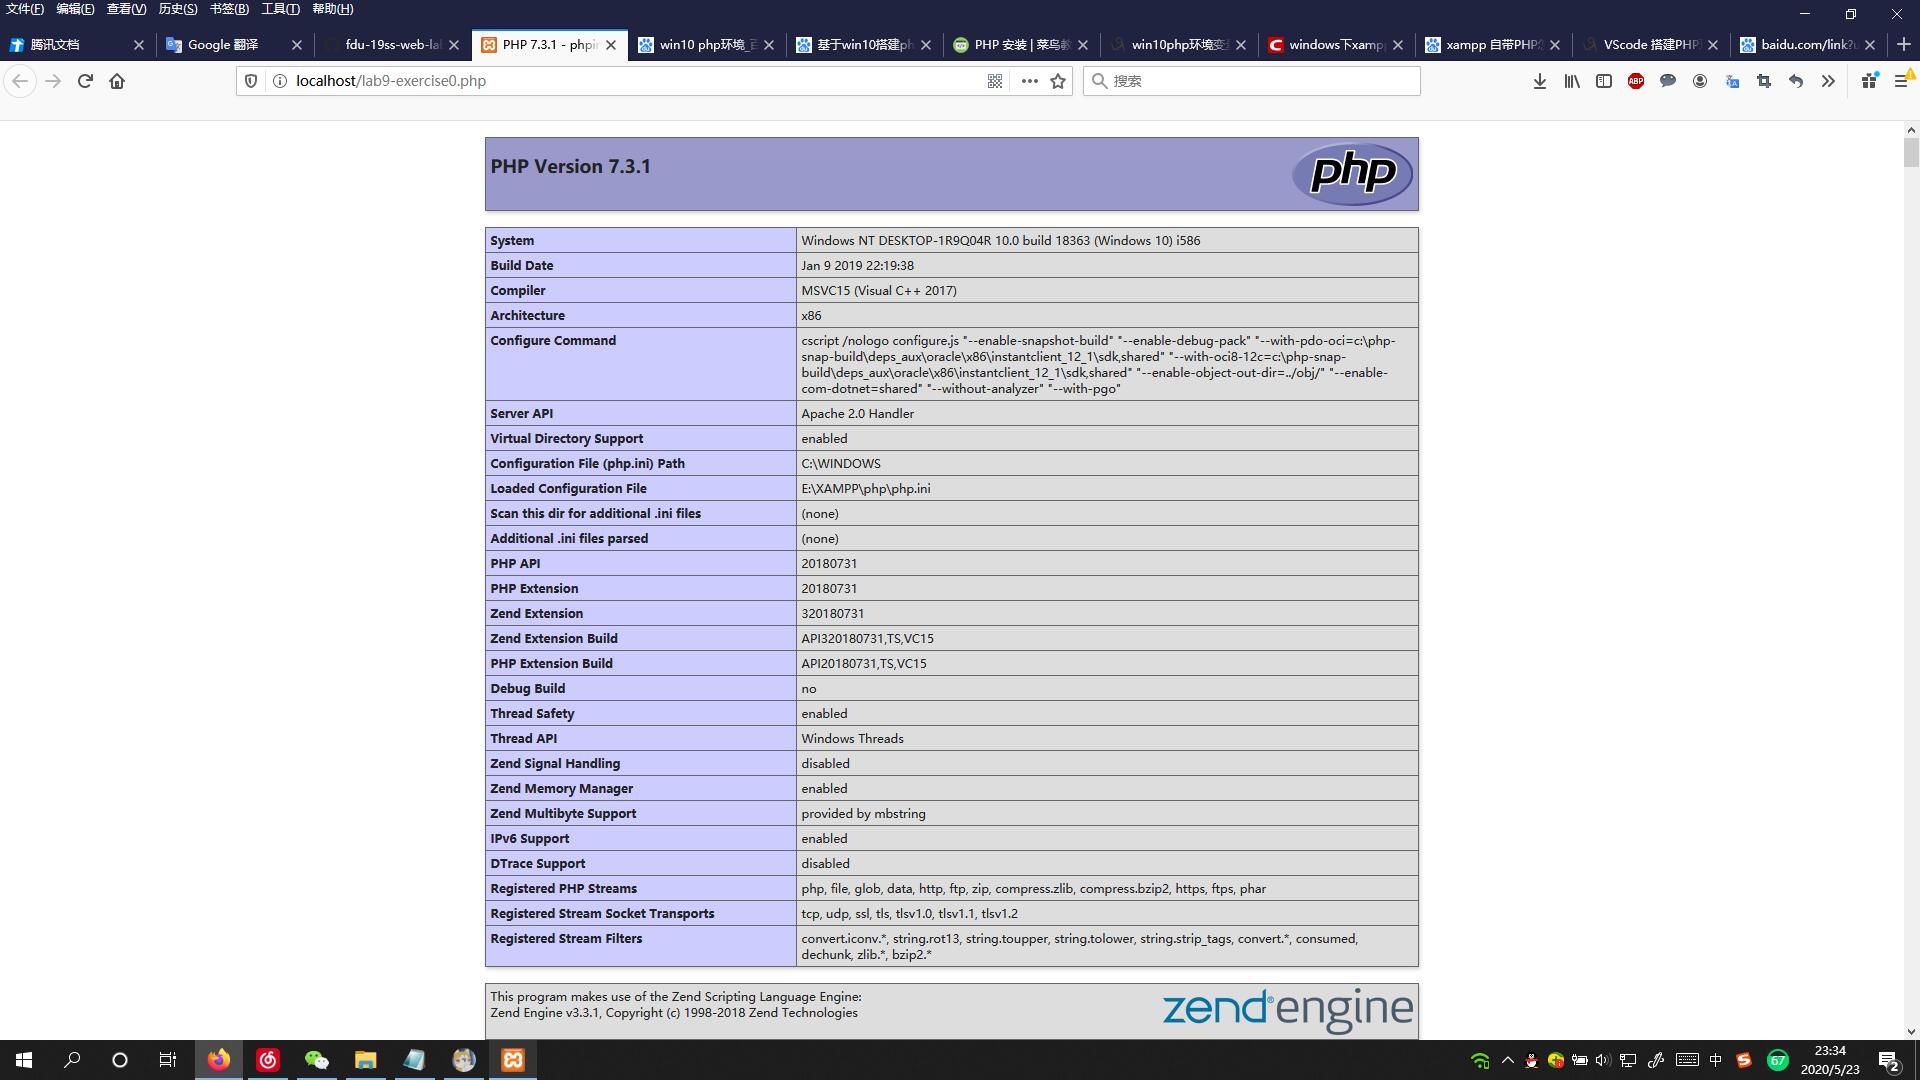 文件(F) 编辑(E) 查看(V) 历史(S) 书签(B) 工具(T) 帮助(H)
腾讯文档 Google 翻译 fdu-19ss-web-la PHP 7.3.1 - phpin win10 php环境_百 基于win10搭建ph PHP 安装 | 菜鸟教 win10php环境变 windows下xamp xampp 自带PHP VScode 搭建PHP baidu.com/link?u
localhost/lab9-exercise0.php 搜索
ABP
PHP Version 7.3.1 php
System Windows NT DESKTOP-1R9Q04R 10.0 build 18363 (Windows 10) i586
Build Date Jan 9 2019 22:19:38
Compiler MSVC15 (Visual C++ 2017)
Architecture x86
Configure Command cscript /nologo configure.js "--enable-snapshot-build" "--enable-debug-pack" "--with-pdo-oci=c:\php-
snap-build\deps_aux\oracle\x86\instantclient_12_1\sdk,shared" "--with-oci8-12c=c:\php-snap-
build\deps_aux\oracle\x86\instantclient_12_1\sdk,shared" "--enable-object-out-dir=../obj/" "--enable-
com-dotnet=shared" "--without-analyzer" "--with-pgo"
Server API Apache 2.0 Handler
Virtual Directory Support enabled
Configuration File (php.ini) Path C:\WINDOWS
Loaded Configuration File E:\XAMPP\php\php.ini
Scan this dir for additional .ini files (none)
Additional .ini files parsed (none)
PHP API 20180731
PHP Extension 20180731
Zend Extension 320180731
Zend Extension Build API320180731,TS,VC15
PHP Extension Build API20180731,TS,VC15
Debug Build no
Thread Safety enabled
Thread API Windows Threads
Zend Signal Handling disabled
Zend Memory Manager enabled
Zend Multibyte Support provided by mbstring
IPv6 Support enabled
DTrace Support disabled
Registered PHP Streams php, file, glob, data, http, ftp, zip, compress.zlib, compress.bzip2, https, ftps, phar
Registered Stream Socket Transports tcp, udp, ssl, tls, tlsv1.0, tlsv1.1, tlsv1.2
Registered Stream Filters convert.iconv.*, string.rot13, string.toupper, string.tolower, string.strip_tags, convert.*, consumed,
dechunk, zlib.*, bzip2.*
This program makes use of the Zend Scripting Language Engine:
Zend Engine v3.3.1, Copyright (c) 1998-2018 Zend Technologies
zend engine
中 67 23:34
2020/5/23 2